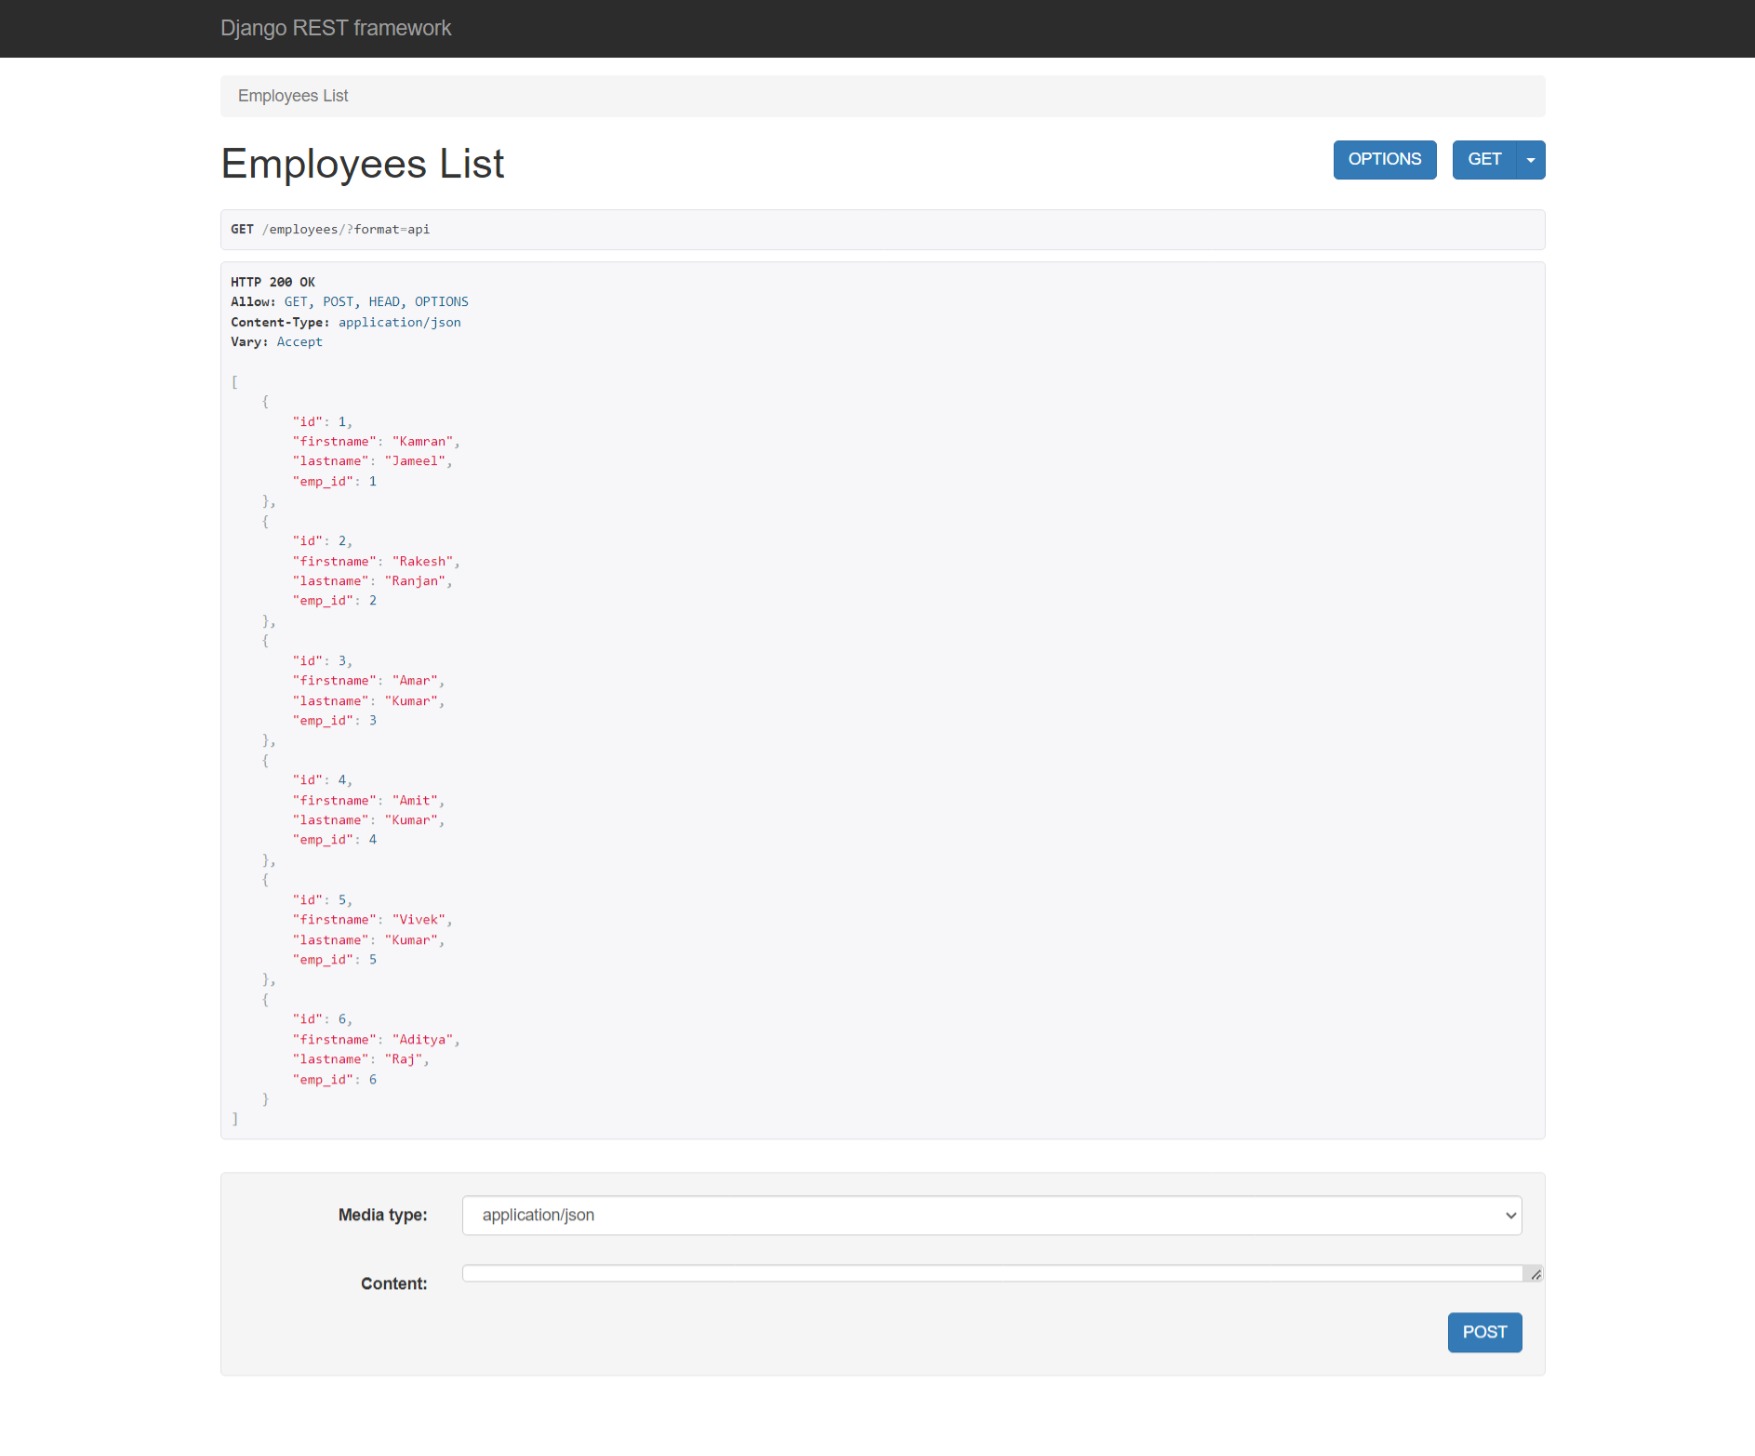 Django REST framework
Employees List
Employees List
OPTIONS
GET
GET /employees/?format=api
HTTP 200 OK
Allow: GET, POST, HEAD, OPTIONS
Content-Type: application/json
Vary: Accept
[
    {
        "id": 1,
        "firstname": "Kamran",
        "lastname": "Jameel",
        "emp_id": 1
    },
    {
        "id": 2,
        "firstname": "Rakesh",
        "lastname": "Ranjan",
        "emp_id": 2
    },
    {
        "id": 3,
        "firstname": "Amar",
        "lastname": "Kumar",
        "emp_id": 3
    },
    {
        "id": 4,
        "firstname": "Amit",
        "lastname": "Kumar",
        "emp_id": 4
    },
    {
        "id": 5,
        "firstname": "Vivek",
        "lastname": "Kumar",
        "emp_id": 5
    },
    {
        "id": 6,
        "firstname": "Aditya",
        "lastname": "Raj",
        "emp_id": 6
    }
]
Media type:
application/json
Content:
POST